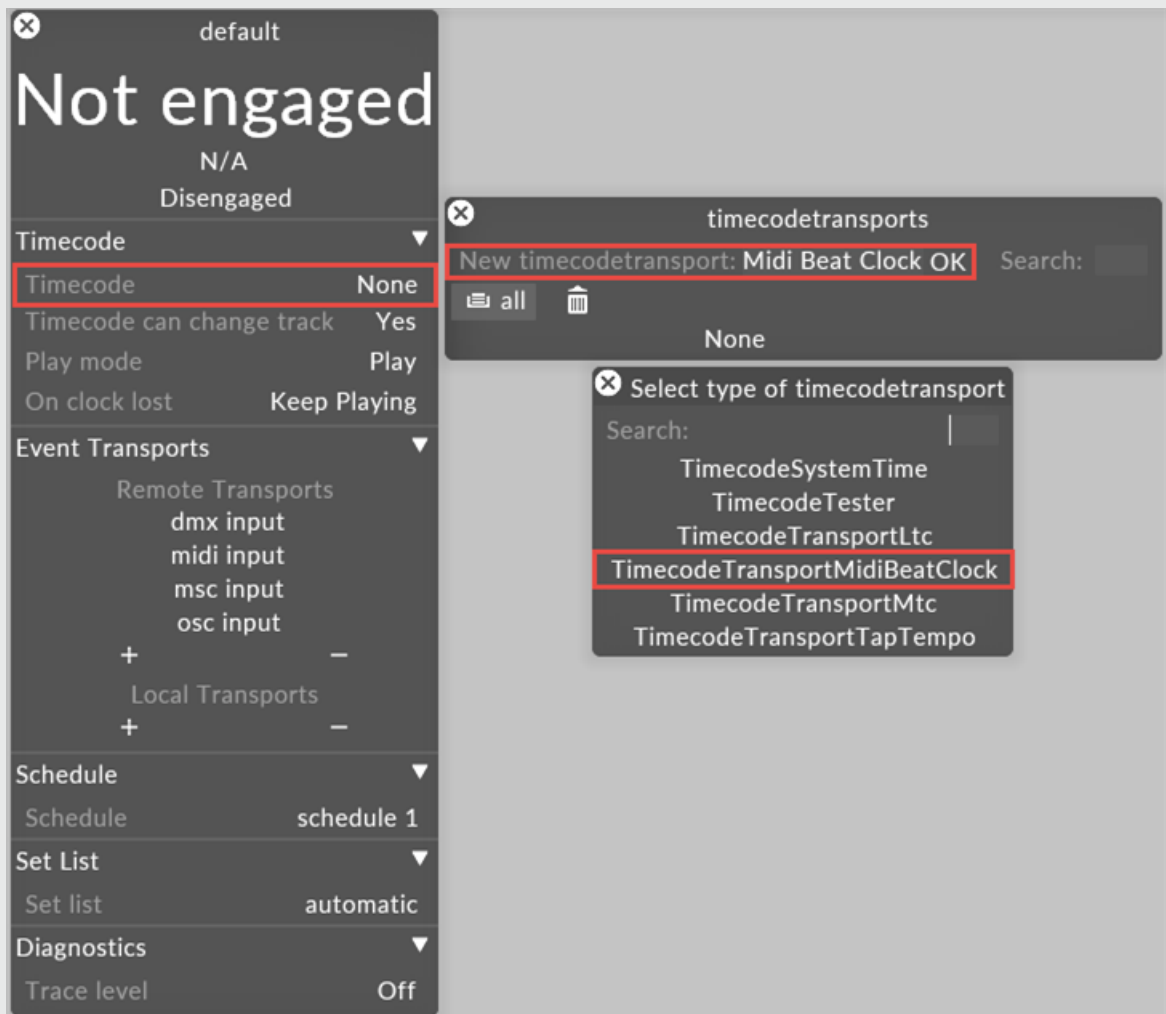 default
Not engaged
N/A
Disengaged
Timecode
Timecode None
Timecode can change track Yes
Play mode Play
On clock lost Keep Playing
Event Transports
Remote Transports
dmx input
midi input
msc input
osc input
+ −
Local Transports
+ −
Schedule
Schedule schedule 1
Set List
Set list automatic
Diagnostics
Trace level Off
timecodetransports
New timecodetransport: Midi Beat Clock OK Search:
all
None
Select type of timecodetransport
Search:
TimecodeSystemTime
TimecodeTester
TimecodeTransportLtc
TimecodeTransportMidiBeatClock
TimecodeTransportMtc
TimecodeTransportTapTempo